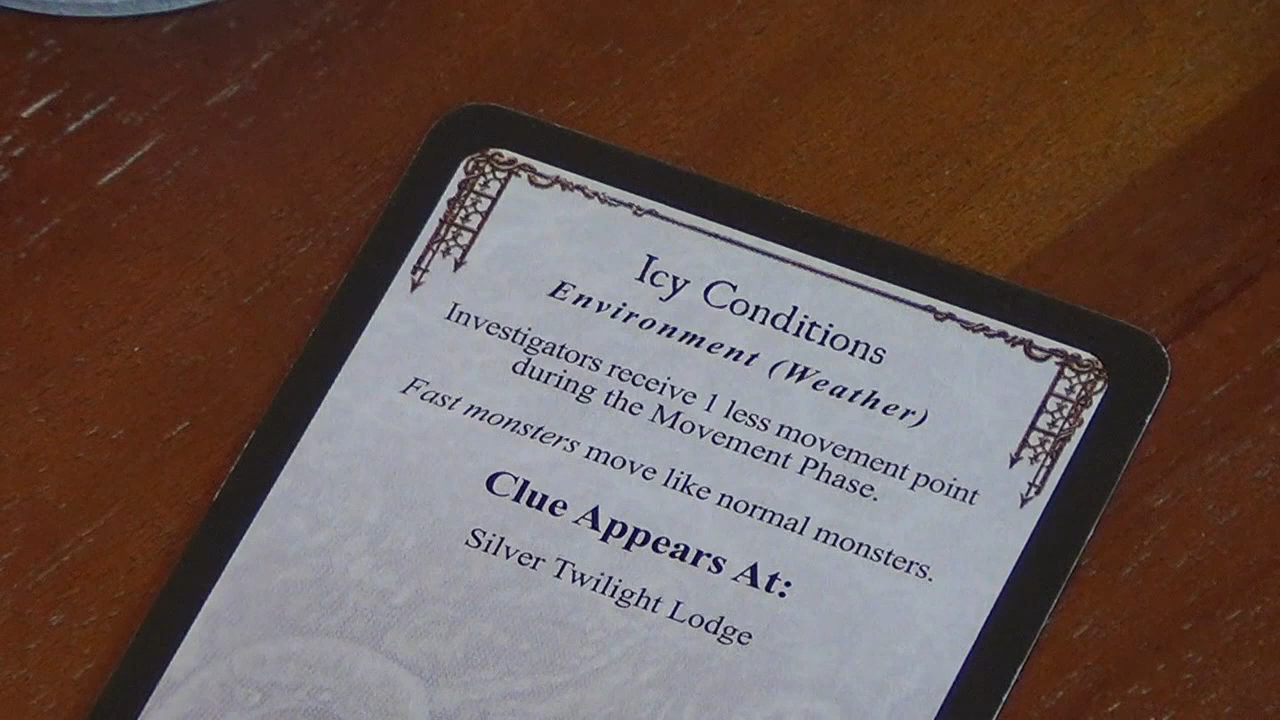 Icy Conditions
Environment (Weather)
Investigators receive 1 less movement point
during the Movement Phase.
Fast monsters move like normal monsters.
Clue Appears At:
Silver Twilight Lodge